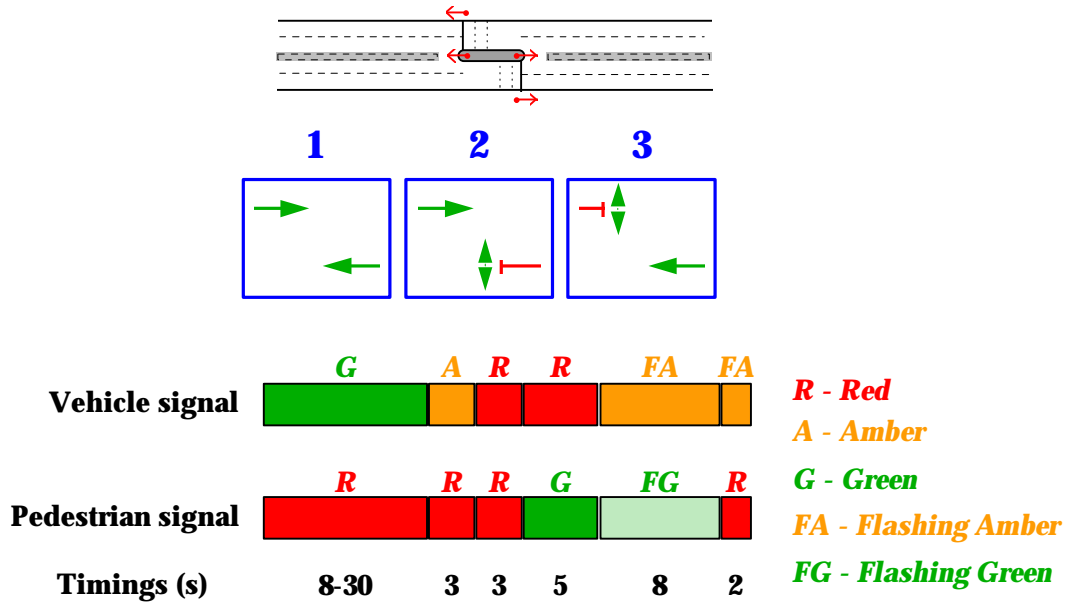 1 2 3
G A R R FA FA
Vehicle signal
R - Red
A - Amber
R R R G FG R
G - Green
Pedestrian signal
FA - Flashing Amber
Timings (s) 8-30 3 3 5 8 2
FG - Flashing Green